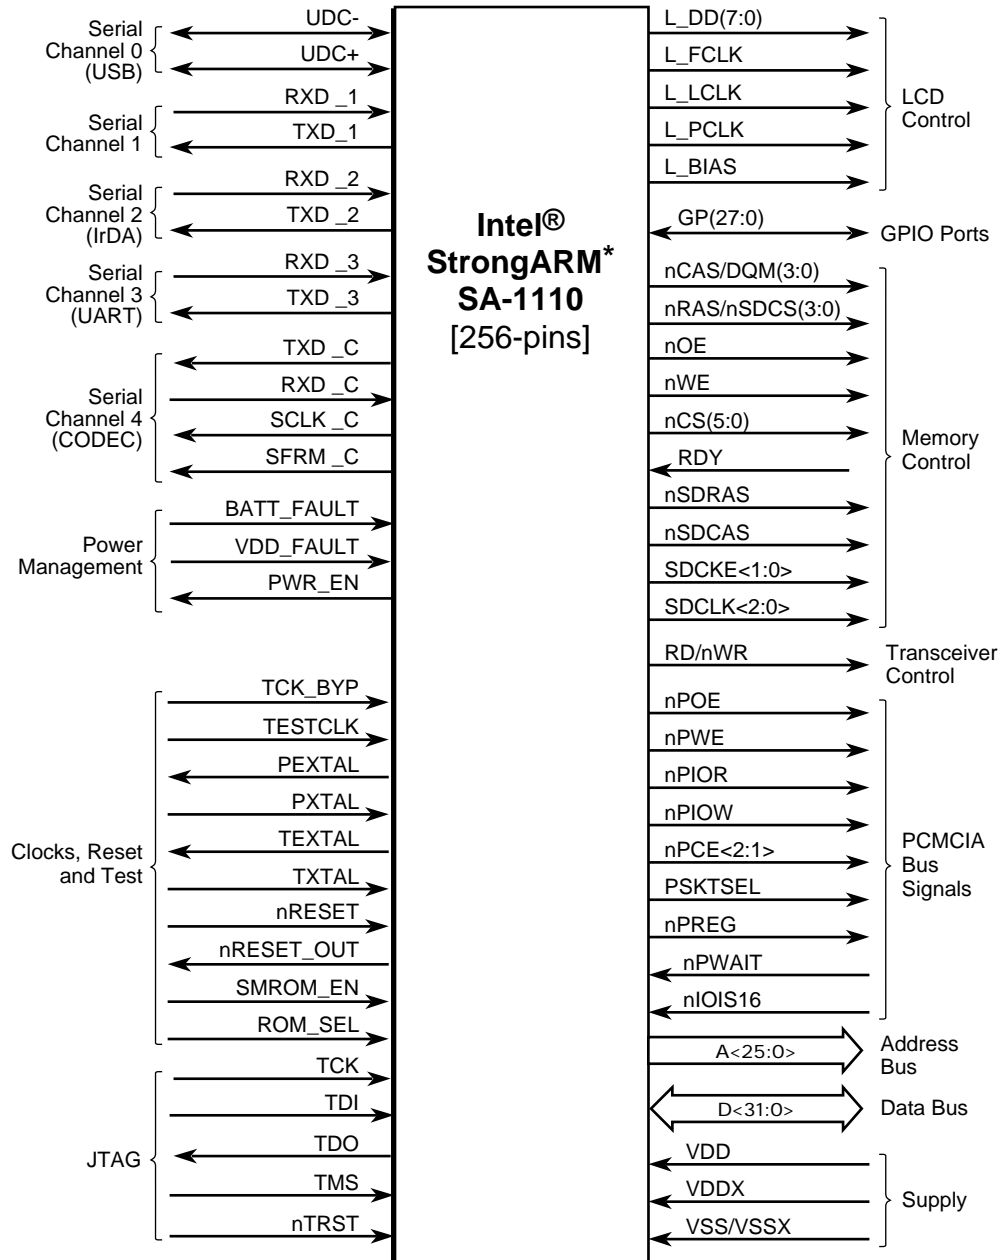 Serial
Channel 0
(USB)
UDC-
UDC+
Serial
Channel 1
RXD _1
TXD_1
Serial
Channel 2
(IrDA)
RXD _2
TXD _2
Serial
Channel 3
(UART)
RXD _3
TXD _3
Serial
Channel 4
(CODEC)
TXD _C
RXD _C
SCLK _C
SFRM _C
Power
Management
BATT_FAULT
VDD_FAULT
PWR_EN
Clocks, Reset
and Test
TCK_BYP
TESTCLK
PEXTAL
PXTAL
TEXTAL
TXTAL
nRESET
nRESET_OUT
SMROM_EN
ROM_SEL
JTAG
TCK
TDI
TDO
TMS
nTRST
Intel®
StrongARM*
SA-1110
[256-pins]
L_DD(7:0)
L_FCLK
L_LCLK
L_PCLK
L_BIAS
LCD
Control
GP(27:0)
GPIO Ports
nCAS/DQM(3:0)
nRAS/nSDCS(3:0)
nOE
nWE
nCS(5:0)
RDY
nSDRAS
nSDCAS
SDCKE<1:0>
SDCLK<2:0>
Memory
Control
RD/nWR
Transceiver
Control
nPOE
nPWE
nPIOR
nPIOW
nPCE<2:1>
PSKTSEL
nPREG
nPWAIT
nIOIS16
PCMCIA
Bus
Signals
A<25:0>
Address
Bus
D<31:0>
Data Bus
VDD
VDDX
VSS/VSSX
Supply